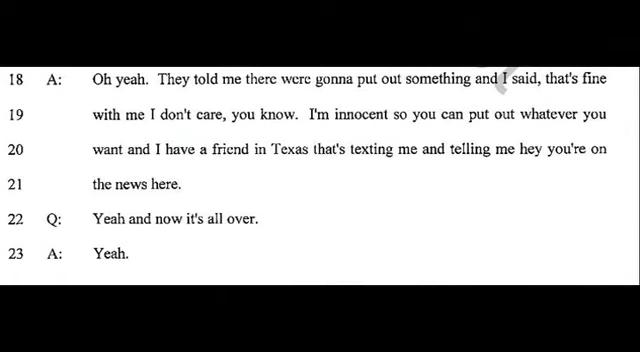 18 A: Oh yeah. They told me there were gonna put out something and I said, that's fine
19 with me I don't care, you know. I'm innocent so you can put out whatever you
20 want and I have a friend in Texas that's texting me and telling me hey you're on
21 the news here.
22 Q: Yeah and now it's all over.
23 A: Yeah.